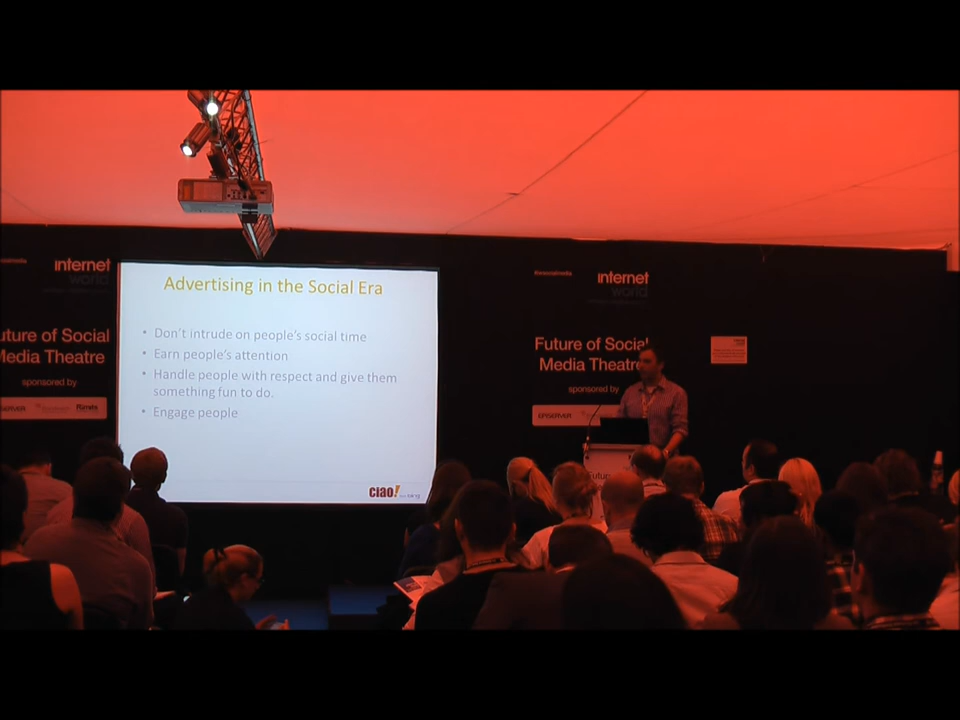 internet
world
uture of Social
Media Theatre
sponsored by
Advertising in the Social Era
• Don't intrude on people's social time
• Earn people's attention
• Handle people with respect and give them
something fun to do.
• Engage people
ciao!
internet
world
Future of Social
Media Theatre
sponsored by
EPISERVER
Future